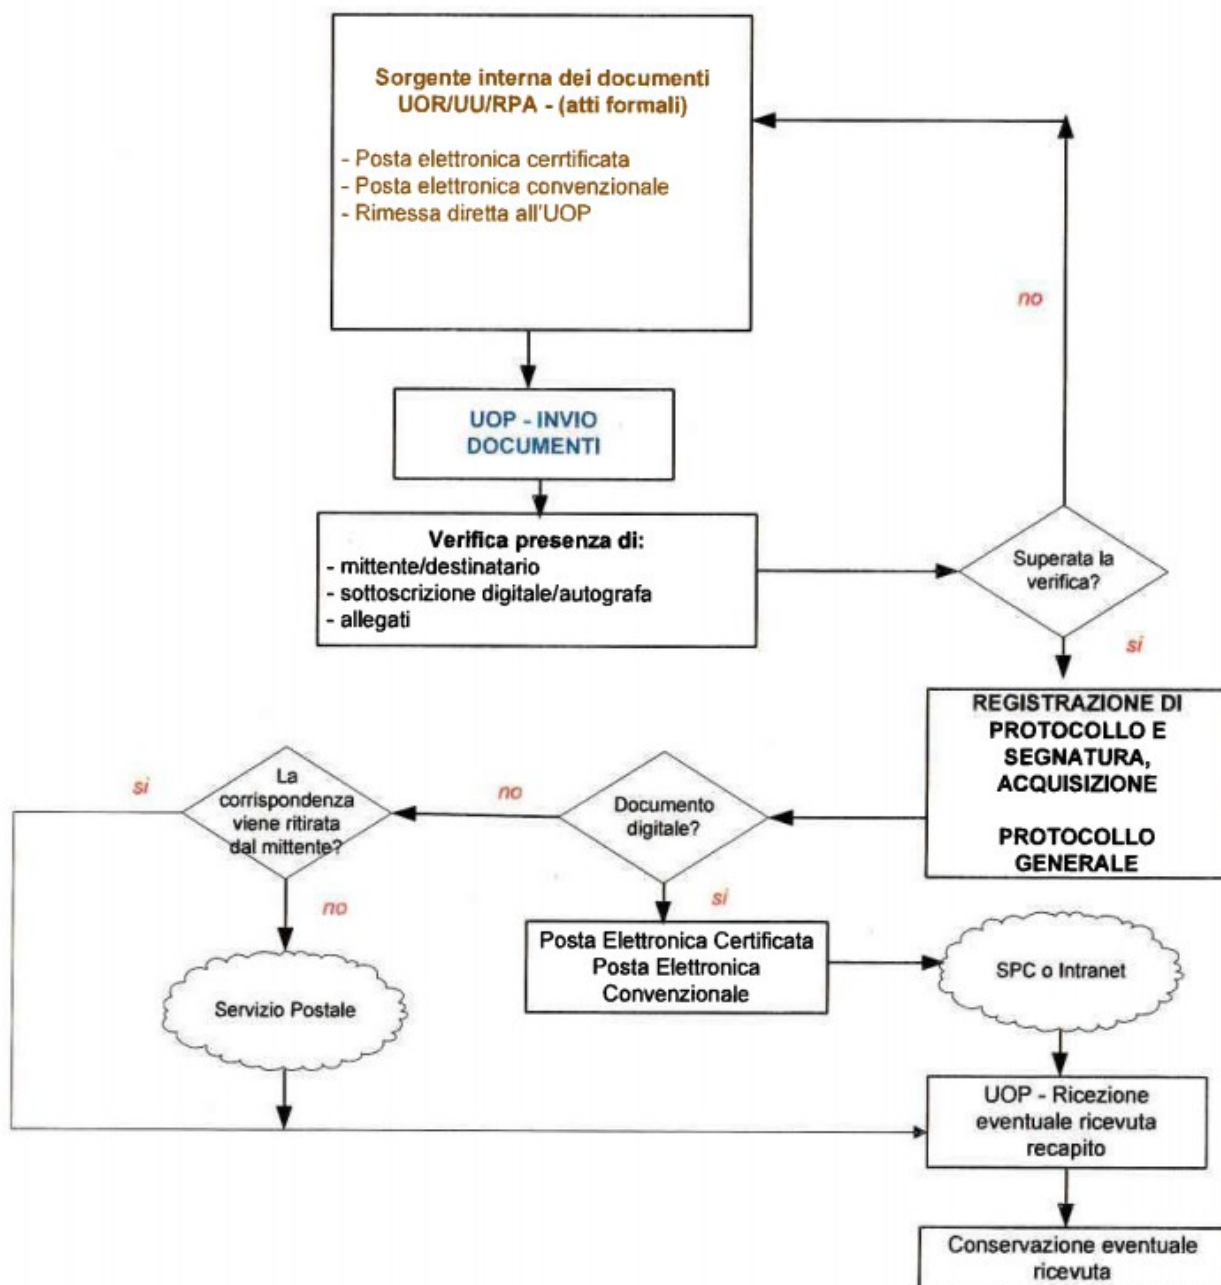 Sorgente interna dei documenti
UOR/UU/RPA - (atti formali)
- Posta elettronica cerrtificata
- Posta elettronica convenzionale
- Rimessa diretta all'UOP
no
UOP - INVIO
DOCUMENTI
Verifica presenza di:
- mittente/destinatario
- sottoscrizione digitale/autografa
- allegati
Superata la
verifica?
si
REGISTRAZIONE DI
PROTOCOLLO E
SEGNATURA,
ACQUISIZIONE
PROTOCOLLO
GENERALE
Documento
digitale?
no
La
corrispondenza
viene ritirata
dal mittente?
si
no
si
Posta Elettronica Certificata
Posta Elettronica
Convenzionale
SPC o Intranet
Servizio Postale
UOP - Ricezione
eventuale ricevuta
recapito
Conservazione eventuale
ricevuta